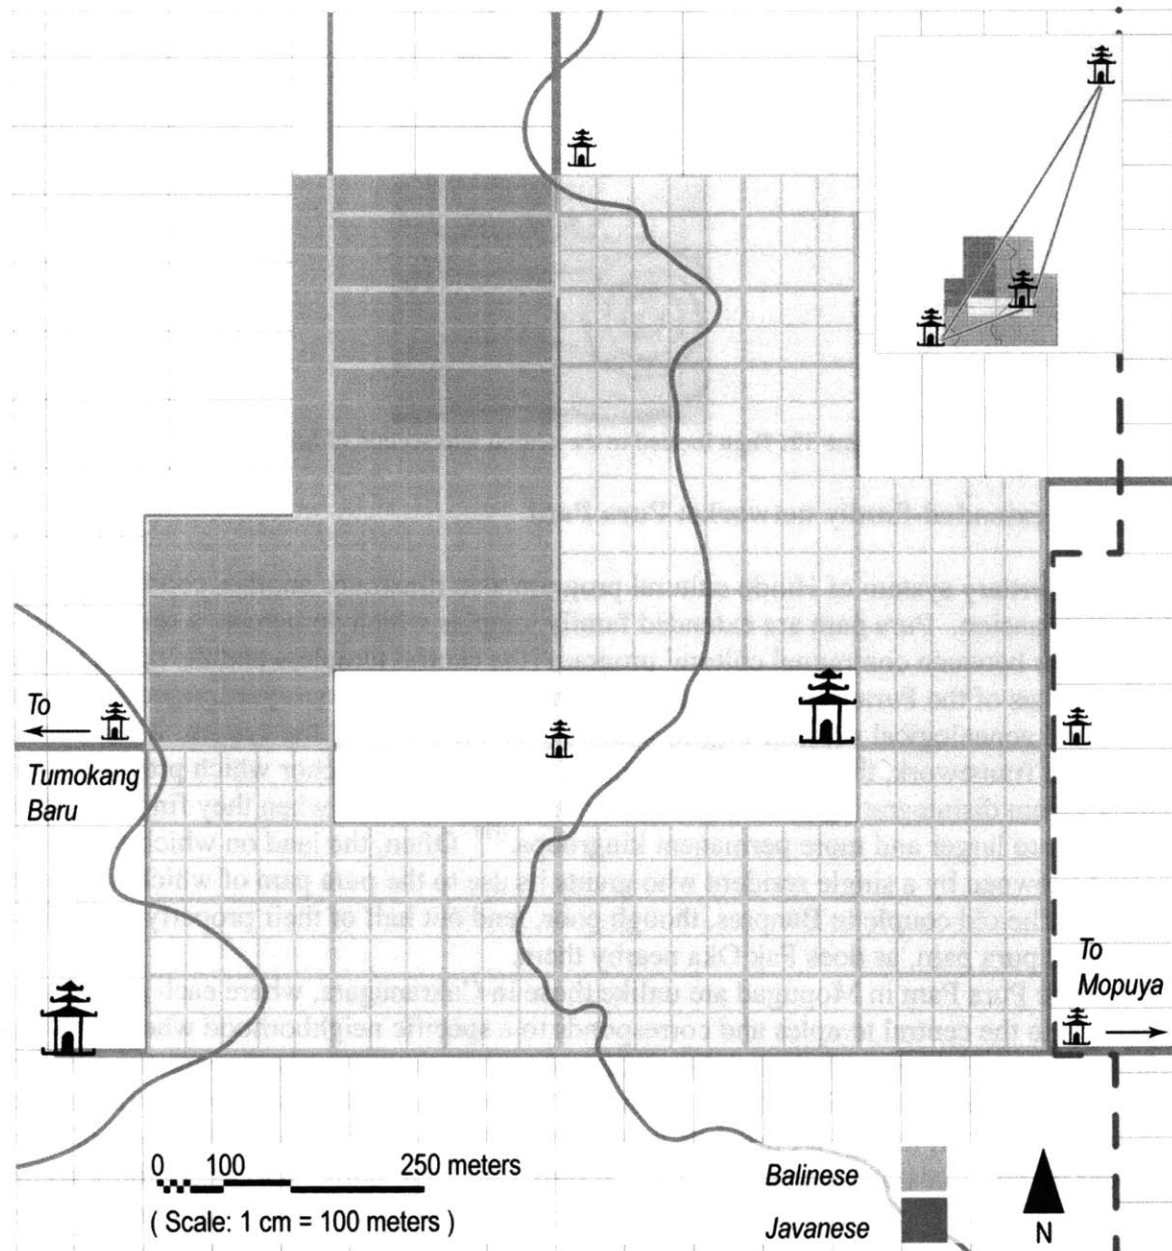 To
Tumokang
Baru
To
Mopuya
0 100 250 meters
( Scale: 1 cm = 100 meters )
Balinese
Javanese
N